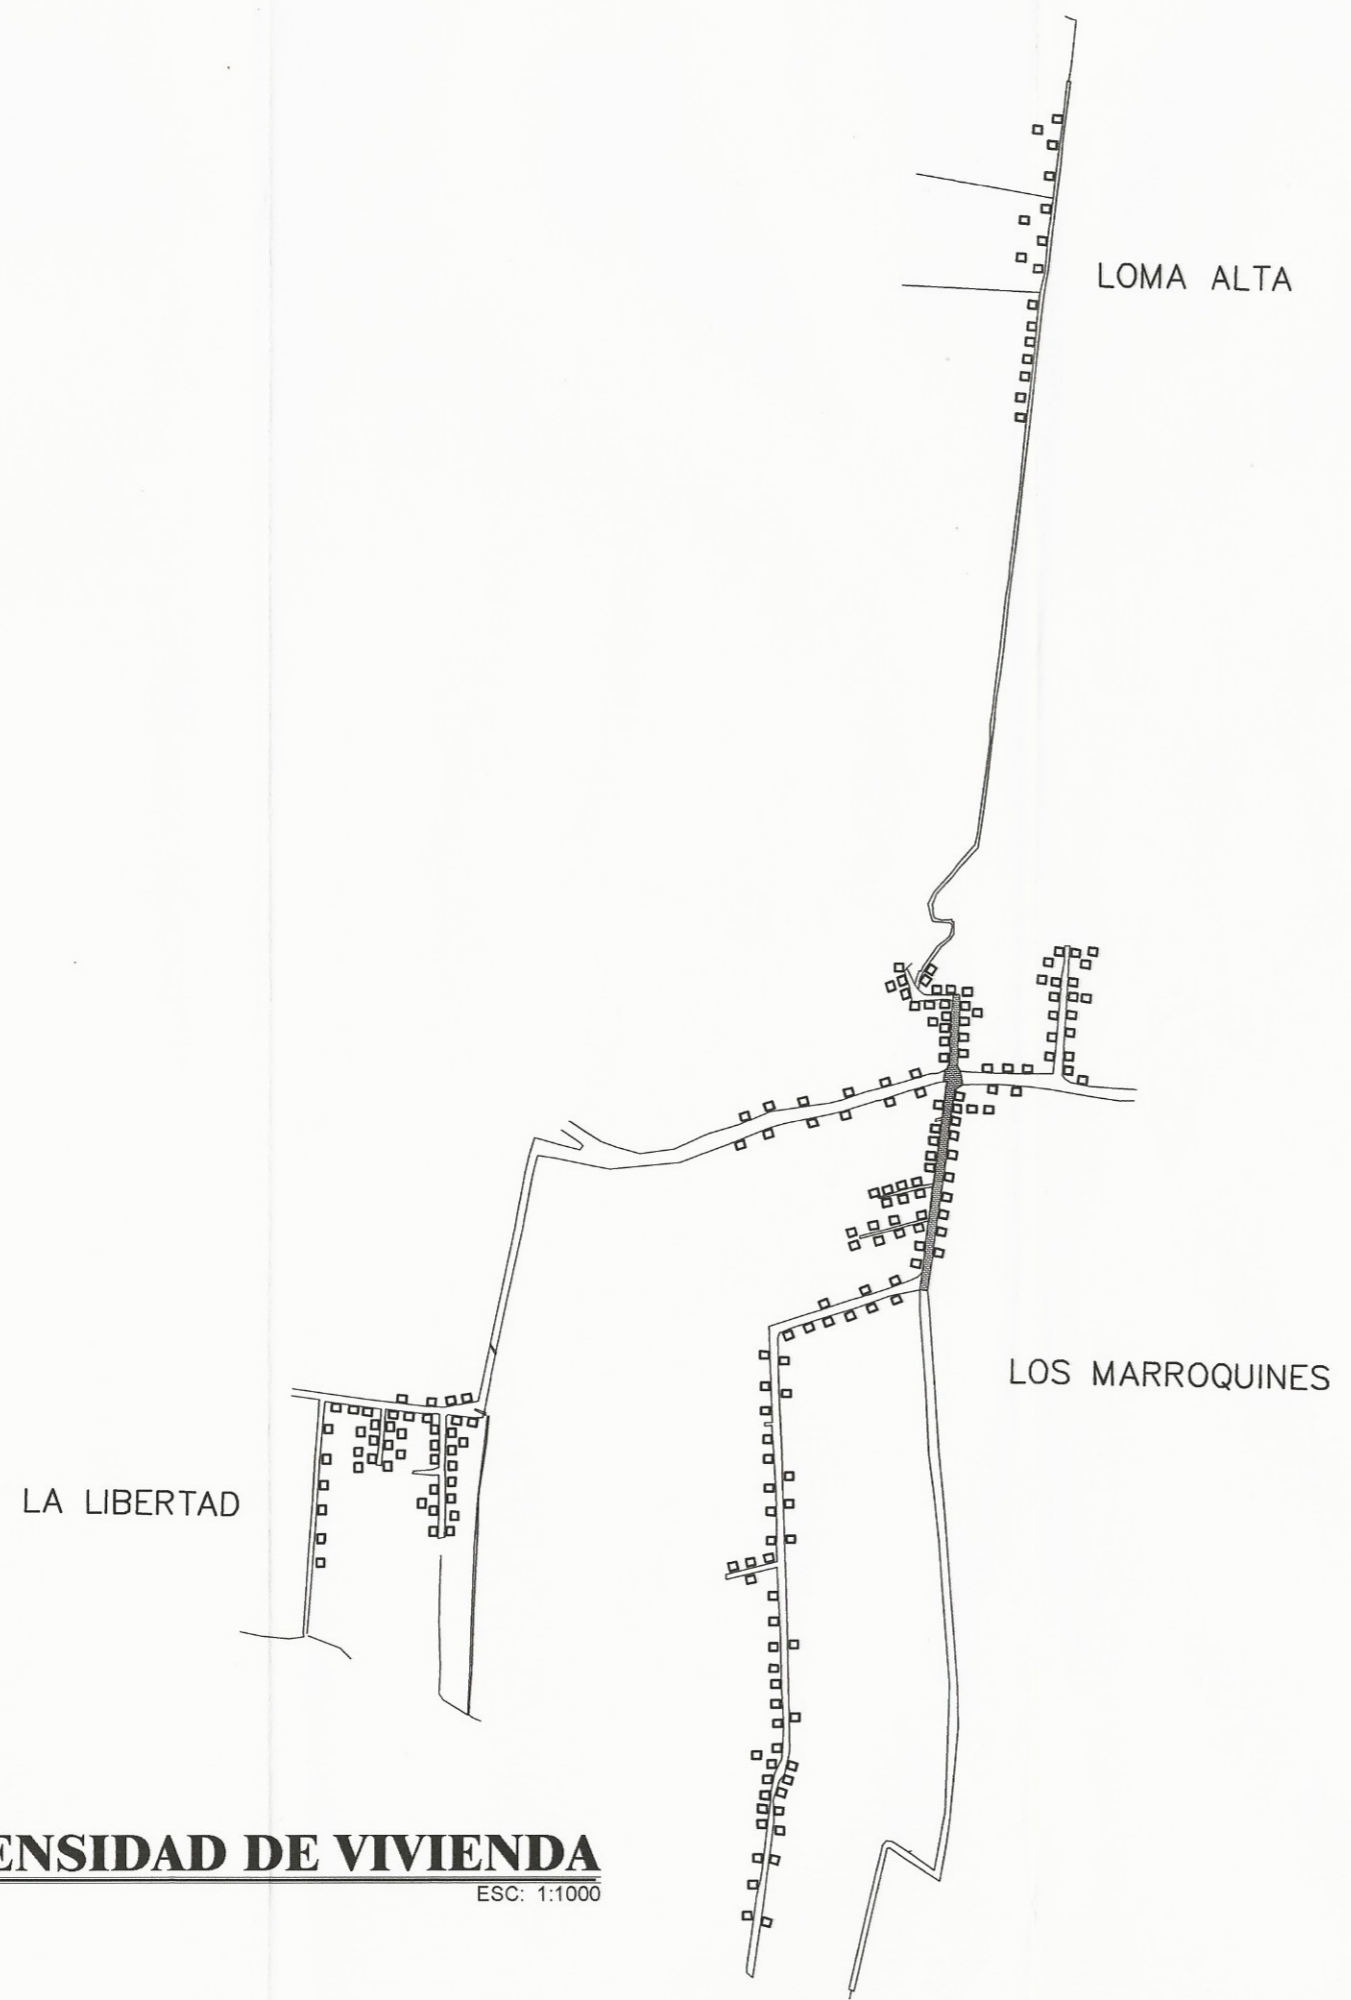 LOMA ALTA
LOS MARROQUINES
LA LIBERTAD
ENSIDAD DE VIVIENDA
ESC: 1:1000